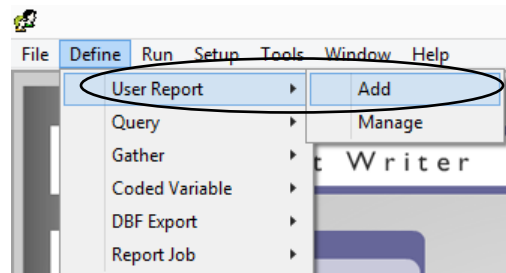 File Define Run Setup Tools Window Help
User Report Add
Query Manage
Gather t Writer
Coded Variable
DBF Export
Report Job